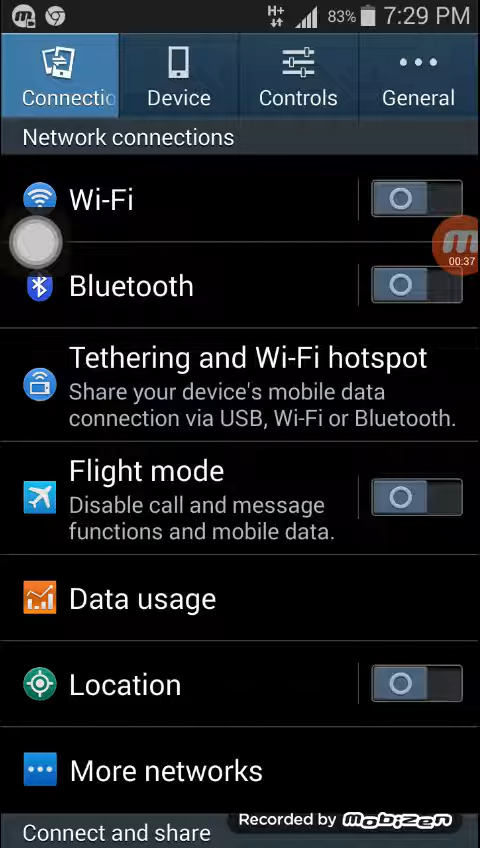 H+ 83% 7:29 PM
Connectio Device Controls General
Network connections
Wi-Fi
00:37
Bluetooth
Tethering and Wi-Fi hotspot
Share your device's mobile data
connection via USB, Wi-Fi or Bluetooth.
Flight mode
Disable call and message
functions and mobile data.
Data usage
Location
More networks
Recorded by Mobizen
Connect and share